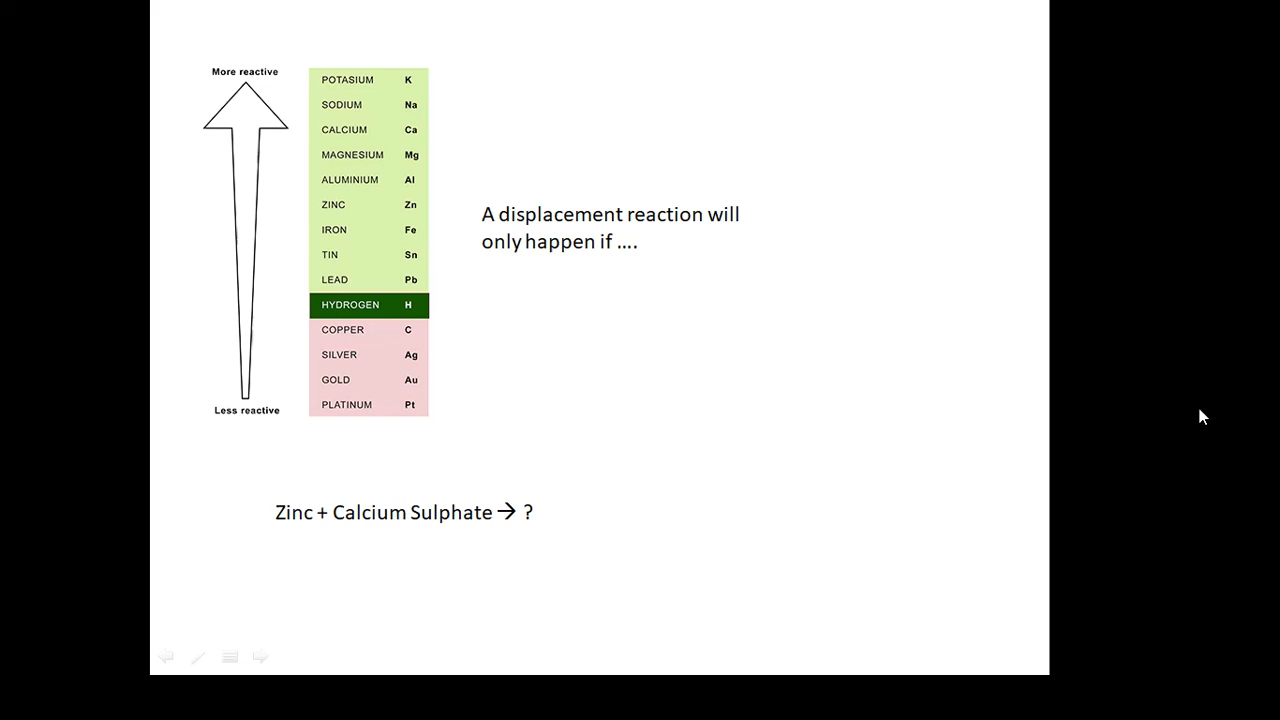 More reactive
POTASIUM K
SODIUM Na
CALCIUM Ca
MAGNESIUM Mg
ALUMINIUM Al
ZINC Zn
IRON Fe
TIN Sn
LEAD Pb
HYDROGEN H
COPPER C
SILVER Ag
GOLD Au
PLATINUM Pt
Less reactive
A displacement reaction will
only happen if ....
Zinc + Calcium Sulphate → ?